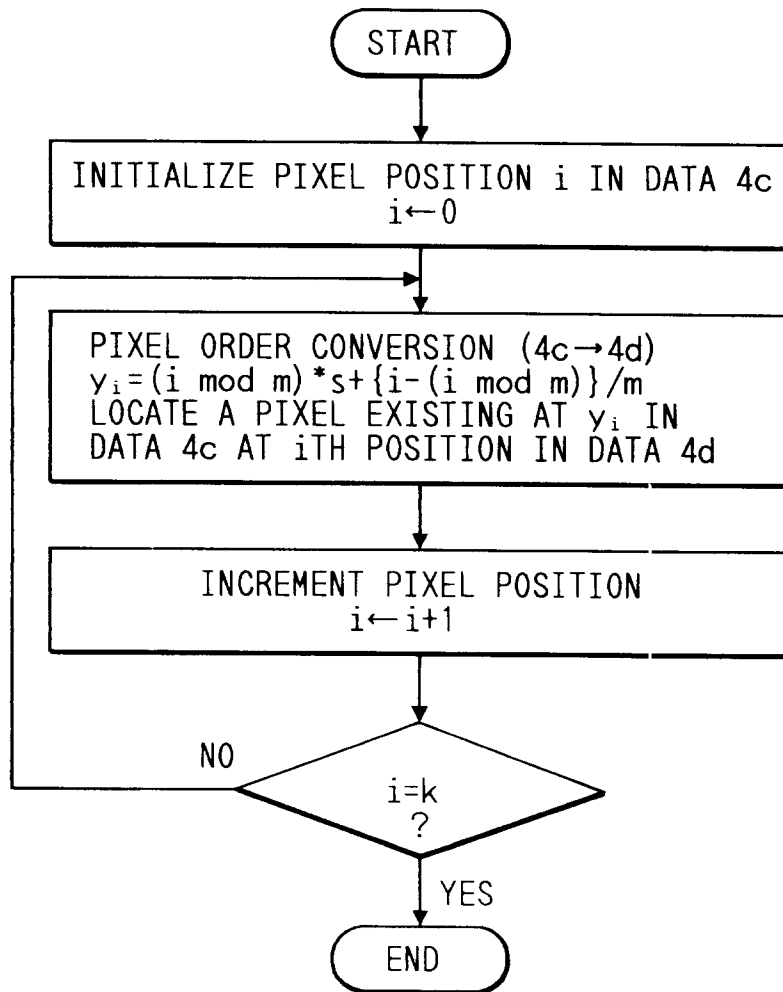 START
INITIALIZE PIXEL POSITION i IN DATA 4c
i←0
PIXEL ORDER CONVERSION (4c→4d)
yᵢ=(i mod m)*s+{i-(i mod m)}/m
LOCATE A PIXEL EXISTING AT yᵢ IN
DATA 4c AT iTH POSITION IN DATA 4d
INCREMENT PIXEL POSITION
i←i+1
NO
i=k
?
YES
END